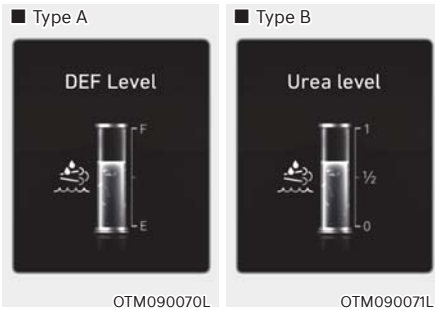 ■ Type A
DEF Level
F
E
OTM090070L
■ Type B
Urea level
1
½
0
OTM090071L